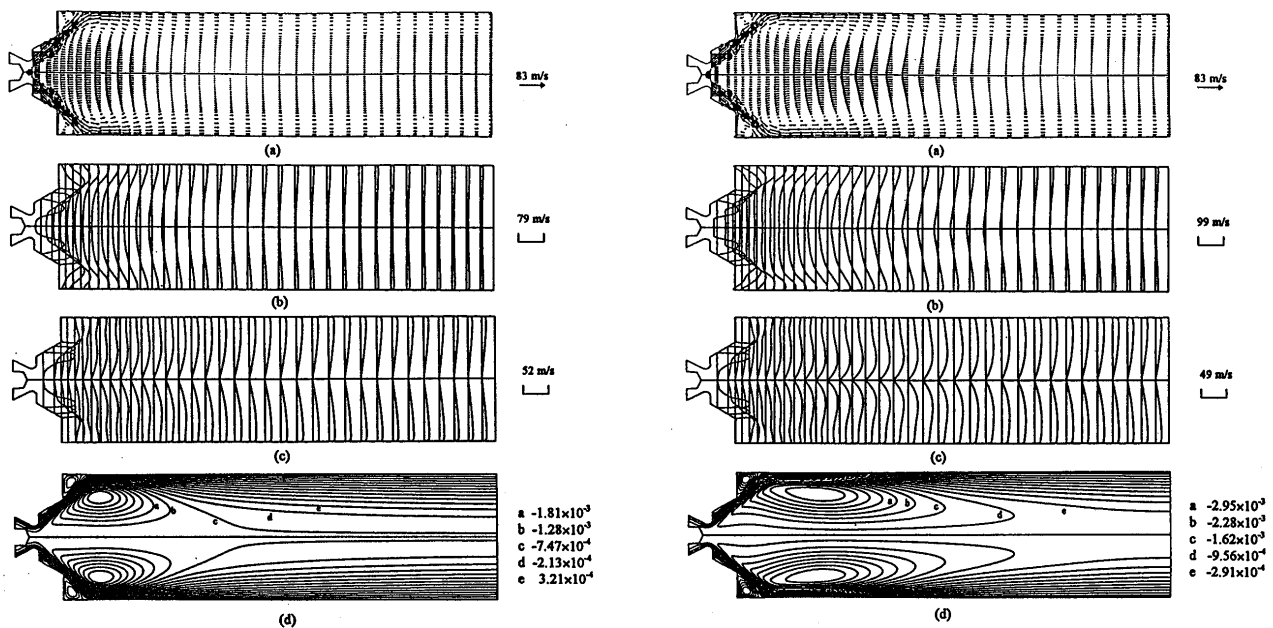 83 m/s
(a)
79 m/s
(b)
52 m/s
(c)
a -1.81×10⁻³
b -1.28×10⁻³
c -7.47×10⁻⁴
d -2.13×10⁻⁴
e 3.21×10⁻⁴
a
b
c
d
e
(d)
83 m/s
(a)
99 m/s
(b)
49 m/s
(c)
a -2.95×10⁻³
b -2.28×10⁻³
c -1.62×10⁻³
d -9.56×10⁻⁴
e -2.91×10⁻⁴
a
b
c
d
e
(d)